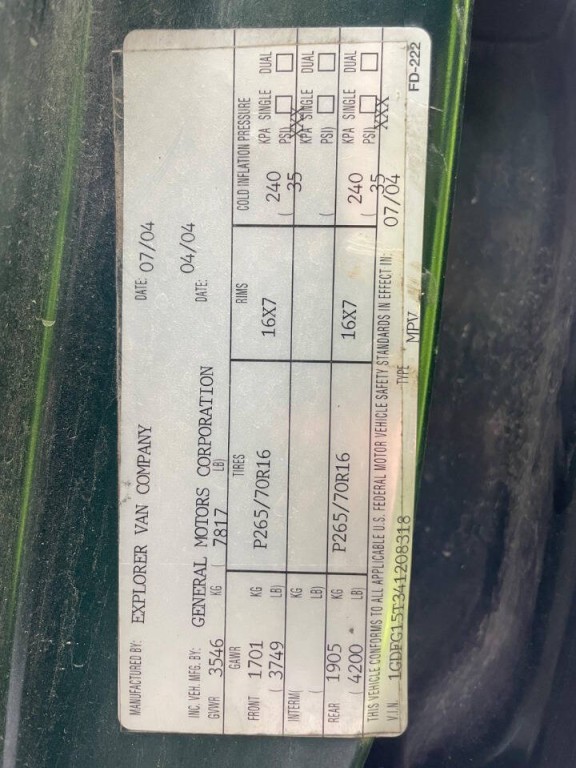 MANUFACTURED BY: EXPLORER VAN COMPANY DATE: 07/04
INC. VEH. MFG. BY: GENERAL MOTORS CORPORATION DATE: 04/04
GVWR 3546 KG ( 7817 LB)
GAWR TIRES RIMS COLD INFLATION PRESSURE
FRONT 1701 KG P265/70R16 16X7 240 KPA SINGLE DUAL
( 3749 LB) ( 35 PSI) XXX
INTERM( KG KPA SINGLE DUAL
( LB) ( PSI)
REAR 1905 KG P265/70R16 16X7 240 KPA SINGLE DUAL
( 4200 LB) ( 35 PSI) XXX
THIS VEHICLE CONFORMS TO ALL APPLICABLE U.S. FEDERAL MOTOR VEHICLE SAFETY STANDARDS IN EFFECT IN: 07/04
V.I.N. 1GDFG15T341208318 TYPE MPV FD-222